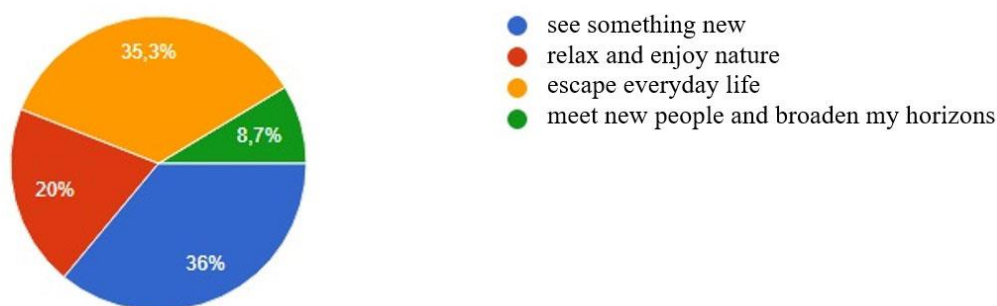 35,3%
8,7%
20%
36%
see something new
relax and enjoy nature
escape everyday life
meet new people and broaden my horizons